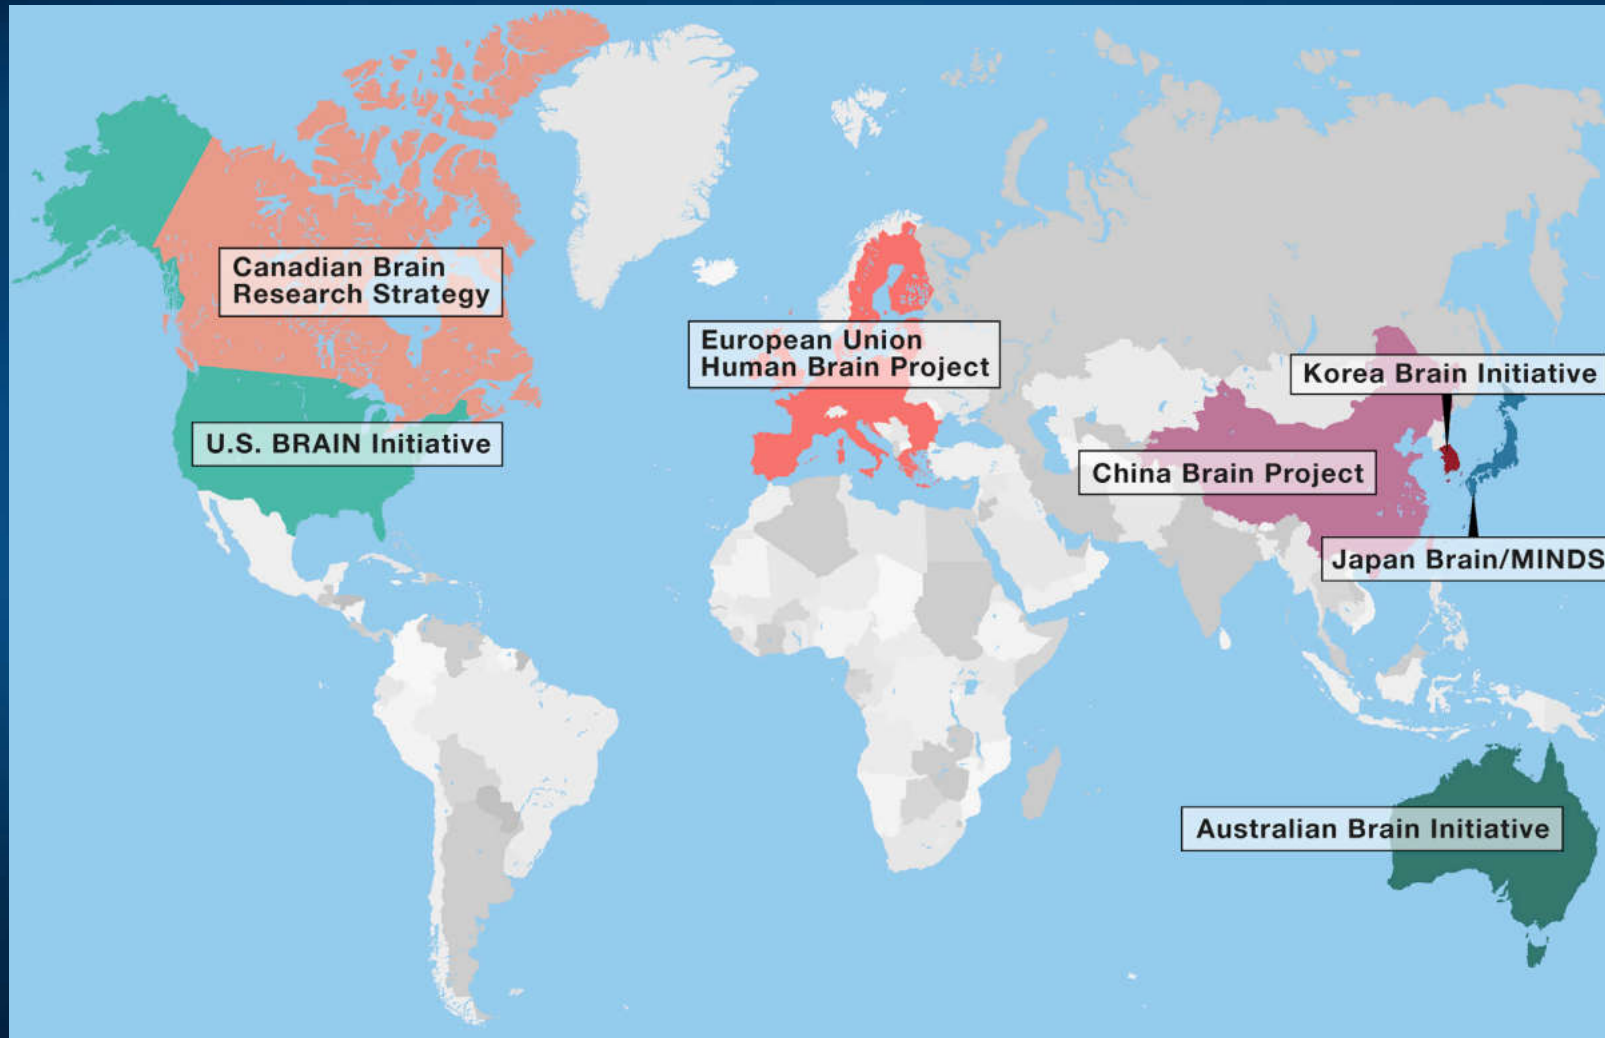 Canadian Brain
Research Strategy
European Union
Human Brain Project
Korea Brain Initiative
U.S. BRAIN Initiative
China Brain Project
Japan Brain/MINDS
Australian Brain Initiative